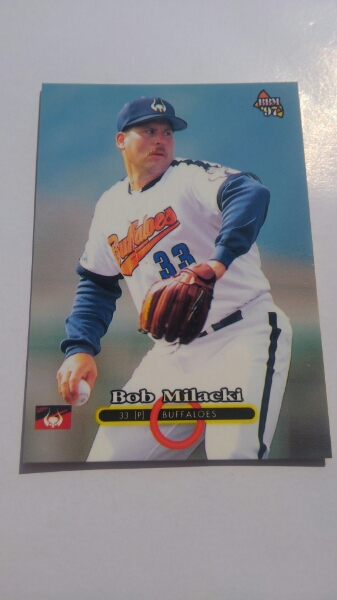 BBM
'97
Buffaloes
33
Bob Milacki
33 [P] BUFFALOES